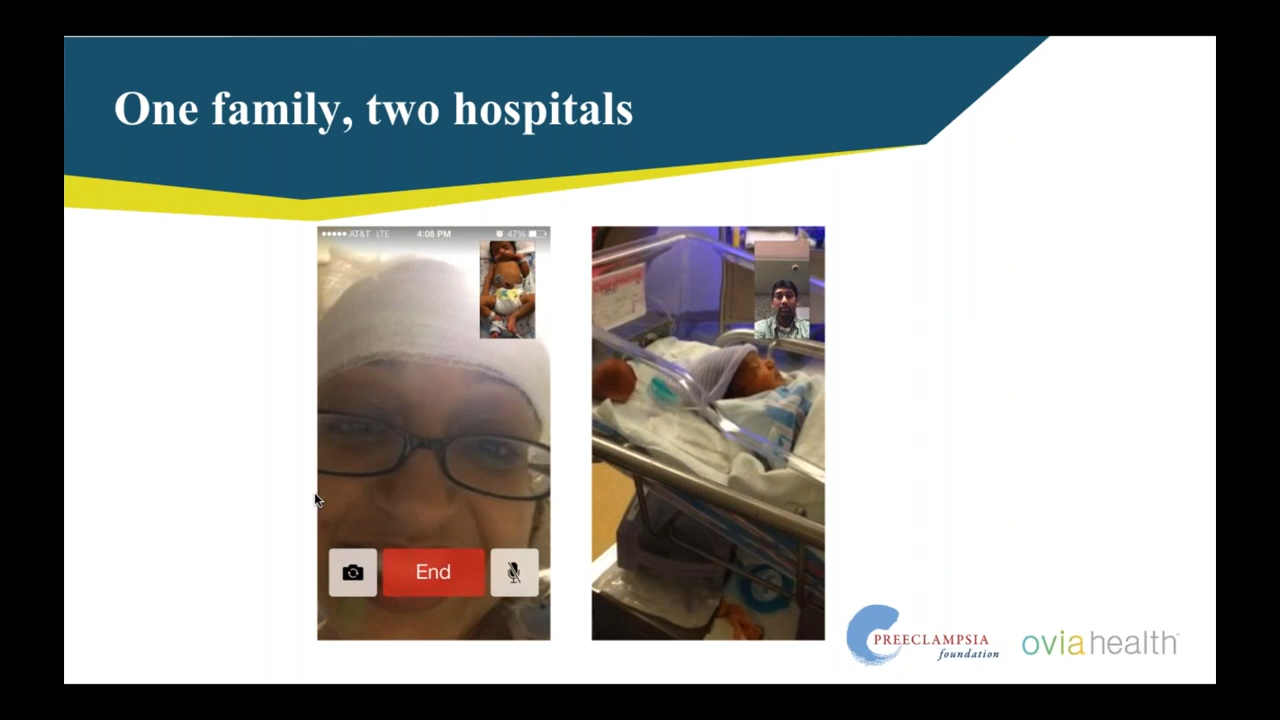 One family, two hospitals
AT&T LTE 4:08 PM 47%
End
PREECLAMPSIA
foundation
oviahealth